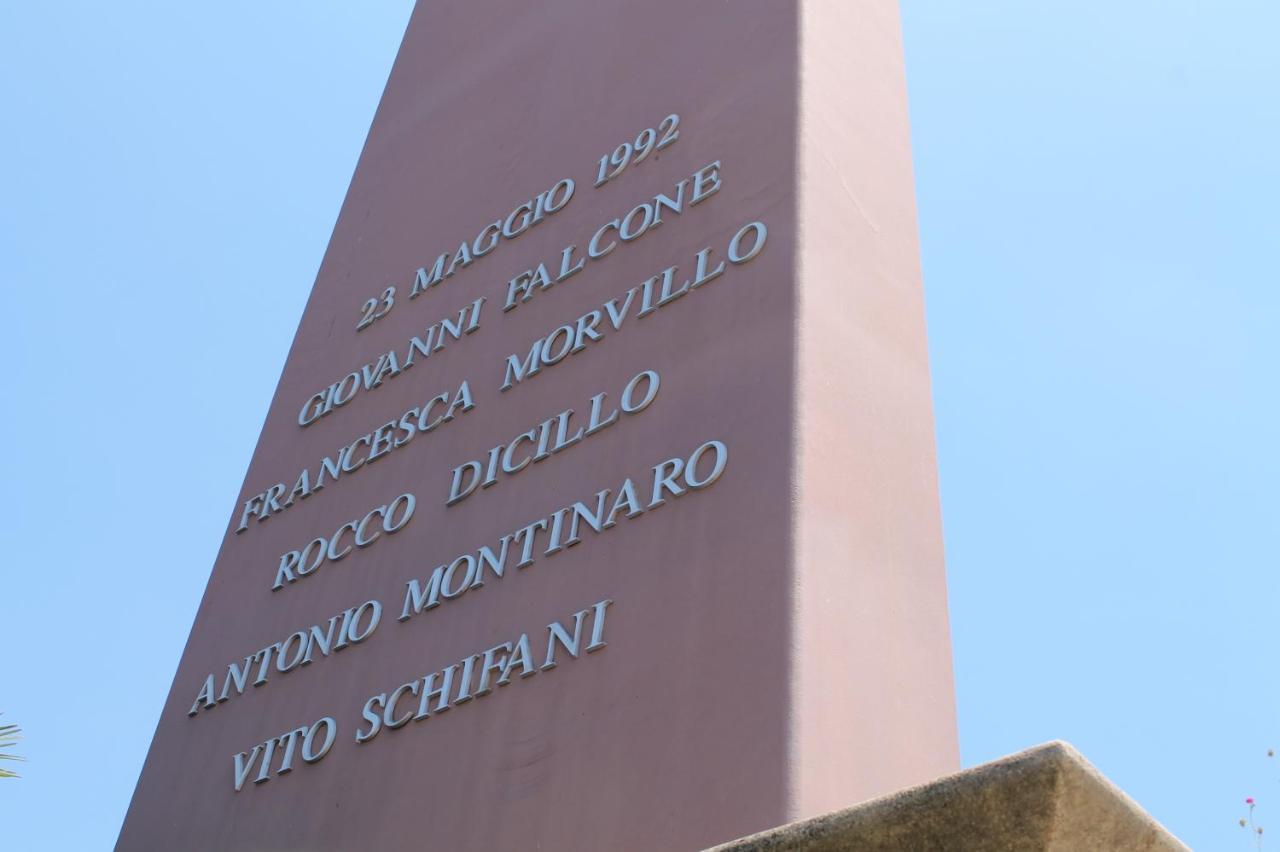 23 MAGGIO 1992
GIOVANNI FALCONE
FRANCESCA MORVILLO
ROCCO DICILLO
ANTONIO MONTINARO
VITO SCHIFANI